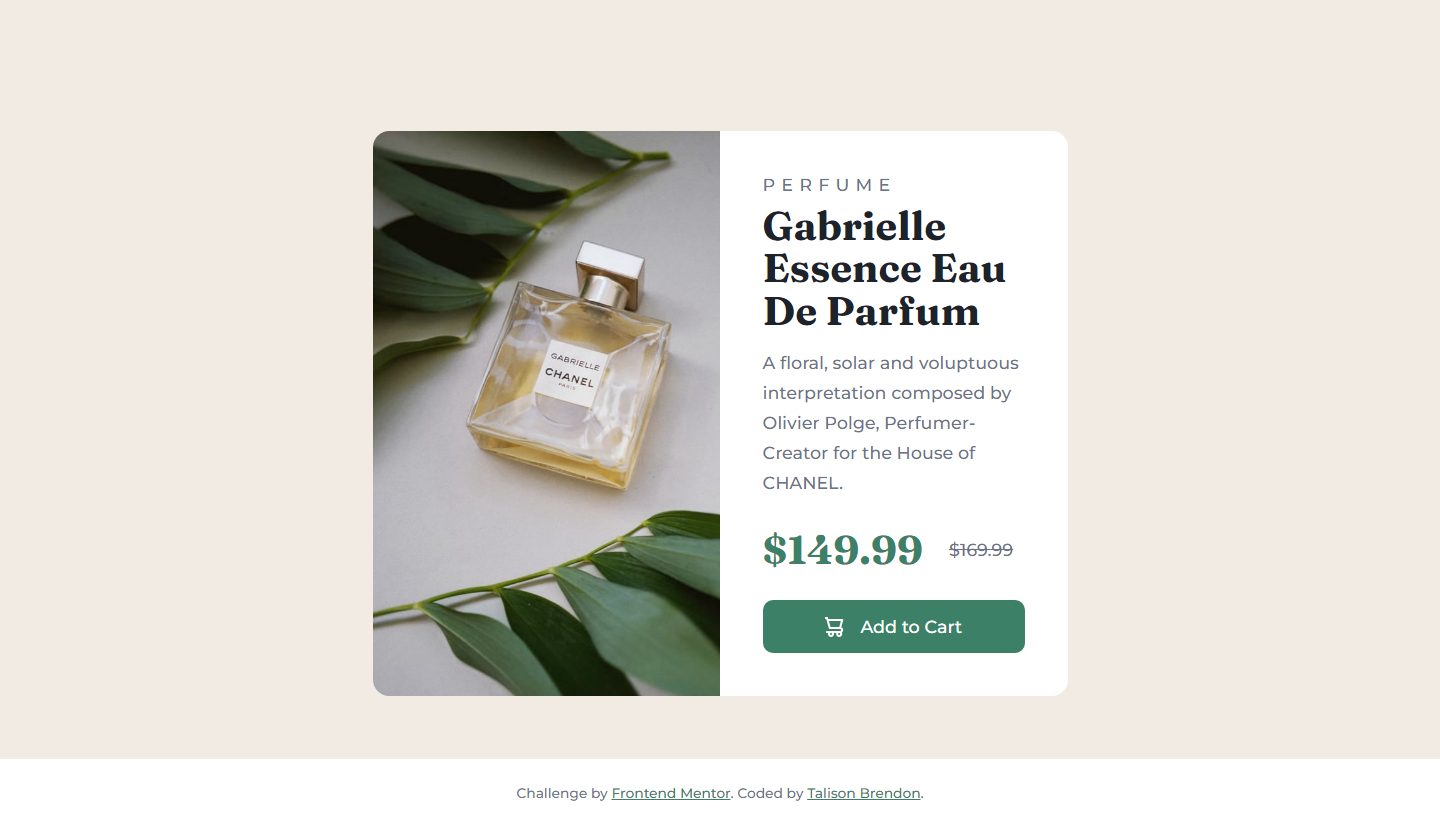 GABRIELLE
CHANEL
PARIS
PERFUME
Gabrielle
Essence Eau
De Parfum
A floral, solar and voluptuous
interpretation composed by
Olivier Polge, Perfumer-
Creator for the House of
CHANEL.
$149.99 $169.99
Add to Cart
Challenge by Frontend Mentor. Coded by Talison Brendon.